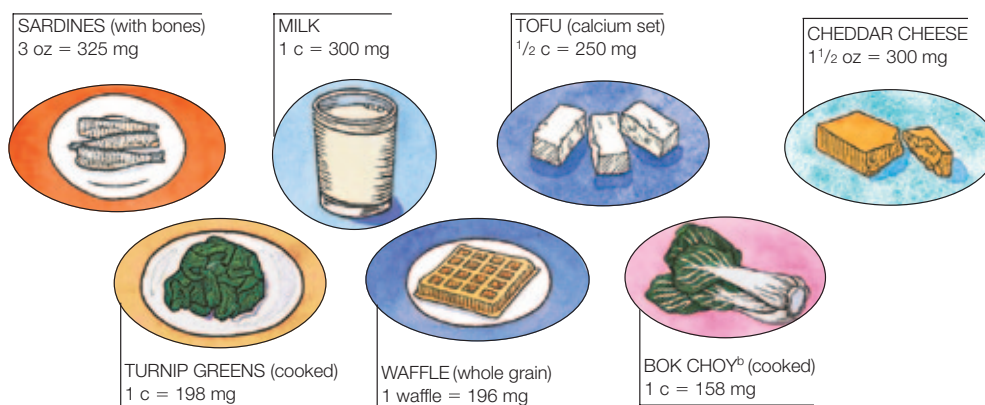 SARDINES (with bones)
3 oz = 325 mg
MILK
1 c = 300 mg
TOFU (calcium set)
1/2 c = 250 mg
CHEDDAR CHEESE
1 1/2 oz = 300 mg
TURNIP GREENS (cooked)
1 c = 198 mg
WAFFLE (whole grain)
1 waffle = 196 mg
BOK CHOYᵇ (cooked)
1 c = 158 mg